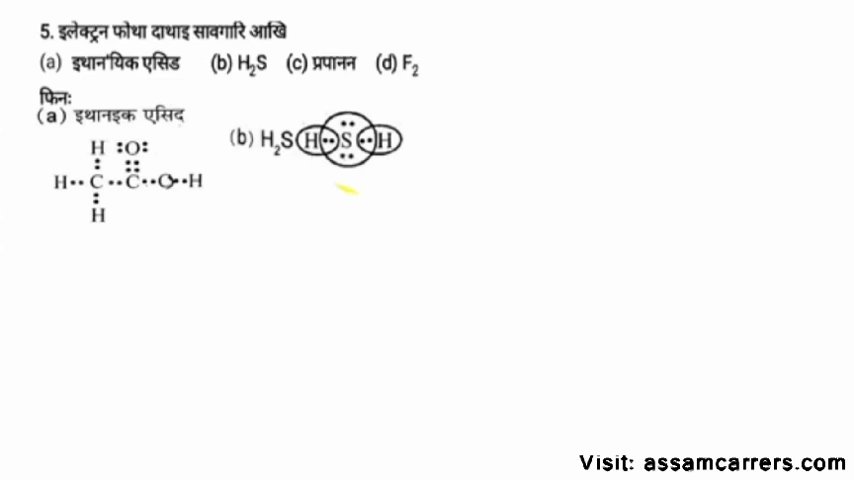 5. इलेक्ट्रन फोथा दाथाइ सावगारि आखि
(a) इथान'यिक एसिड (b) H₂S (c) प्रपानन (d) F₂
फिनः
(a) इथानइक एसिद
(b) H₂S H••S••H
H :O:
H•• C ••C••O••H
H
Visit: assamcarrers.com